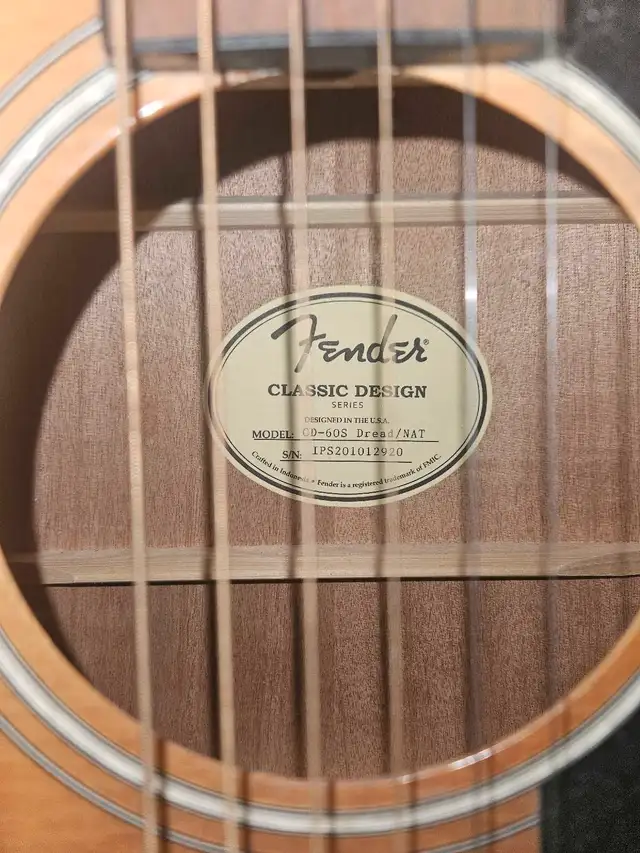 Fender®
CLASSIC DESIGN
SERIES
DESIGNED IN THE U.S.A.
MODEL: CD-60S Dread/NAT
S/N: IPS201012920
Crafted in Indonesia • Fender is a registered trademark of FMIC.